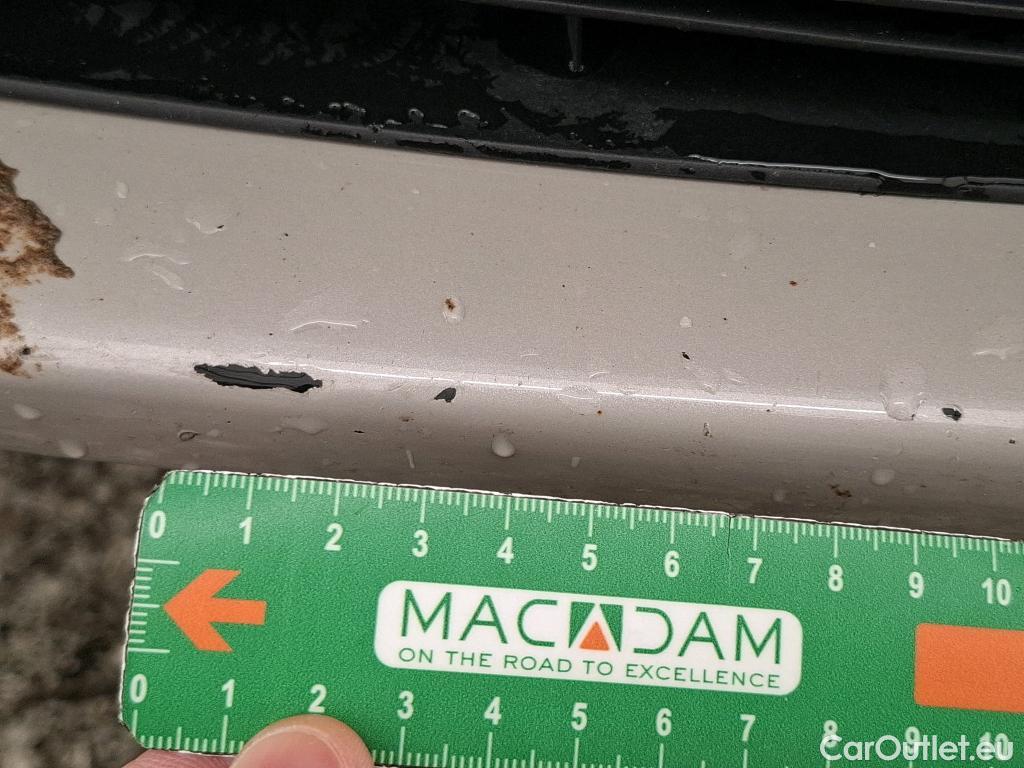 0 1 2 3 4 5 6 7 8 9 10
MACADAM
ON THE ROAD TO EXCELLENCE
0 1 2 3 4 5 6 7 8 9 10
CarOutlet.eu